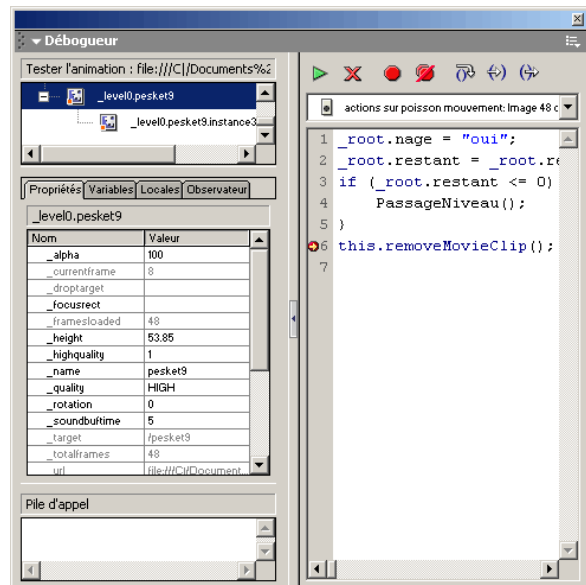 Débogueur
Tester l'animation : file:///C|/Documents%2
_level0.pesket9
_level0.pesket9.instance3
Propriétés Variables Locales Observateur
_level0.pesket9
Nom Valeur
_alpha 100
_currentframe 8
_droptarget
_focusrect
_framesloaded 48
_height 53.85
_highquality 1
_name pesket9
_quality HIGH
_rotation 0
_soundbuftime 5
_target /pesket9
_totalframes 48
_url file:///C|/Document...
Pile d'appel
actions sur poisson mouvement: Image 48 d
1 _root.nage = "oui";
2 _root.restant = _root.re
3 if (_root.restant <= 0)
4 PassageNiveau();
5 }
6 this.removeMovieClip();
7